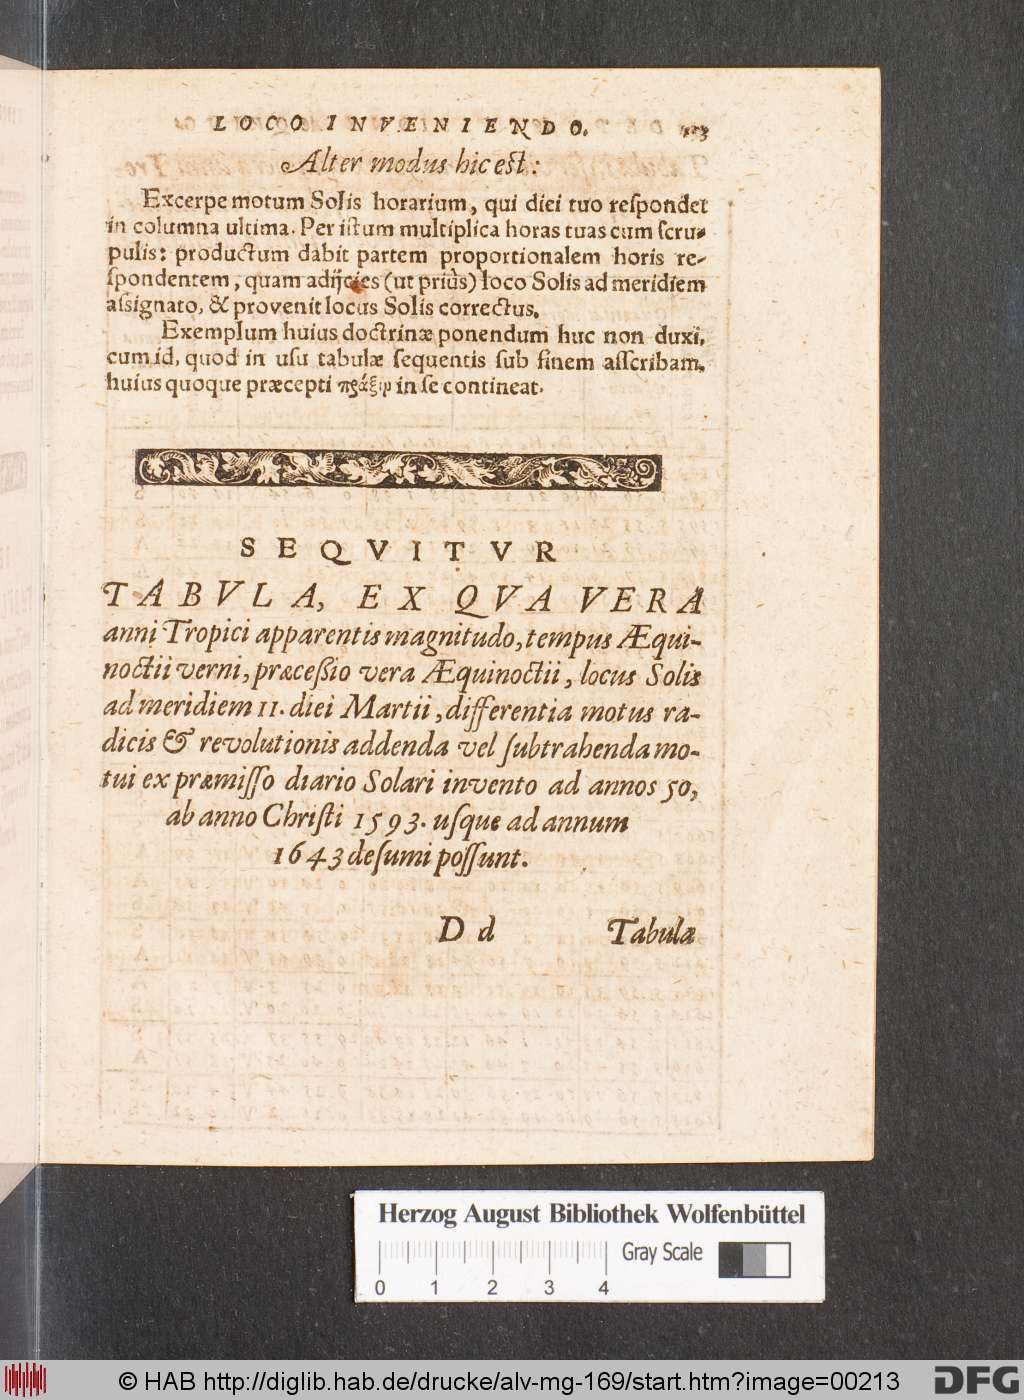 LOCO INVENIENDO.
Alter modus hic est:
Excerpe motum Solis horarium, qui diei tuo reſpondet
in columna ultima. Per iſtum multiplica horas tuas cum ſcru-
pulis: productum dabit partem proportionalem horis re-
ſpondentem, quam adijcies (ut priùs) loco Solis ad meridiem
aſsignato, & provenit locus Solis correctus.
Exemplum huius doctrinæ ponendum huc non duxi,
cum id, quod in uſu tabulæ ſequentis ſub finem aſſcribam,
huius quoque præcepti πρᾶξιν in ſe contineat.
SEQVITVR
TABVLA, EX QVA VERA
anni Tropici apparentis magnitudo, tempus Æqui-
noctii verni, præceßio vera Æquinoctii, locus Solis
ad meridiem 11. diei Martii, differentia motus ra-
dicis & revolutionis addenda vel ſubtrahenda mo-
tui ex præmiſſo diario Solari invento ad annos 50,
ab anno Chriſti 1593. uſque ad annum
1643 deſumi poſſunt.
D d Tabulæ
Herzog August Bibliothek Wolfenbüttel
Gray Scale
0 1 2 3 4
© HAB http://diglib.hab.de/drucke/alv-mg-169/start.htm?image=00213
DFG